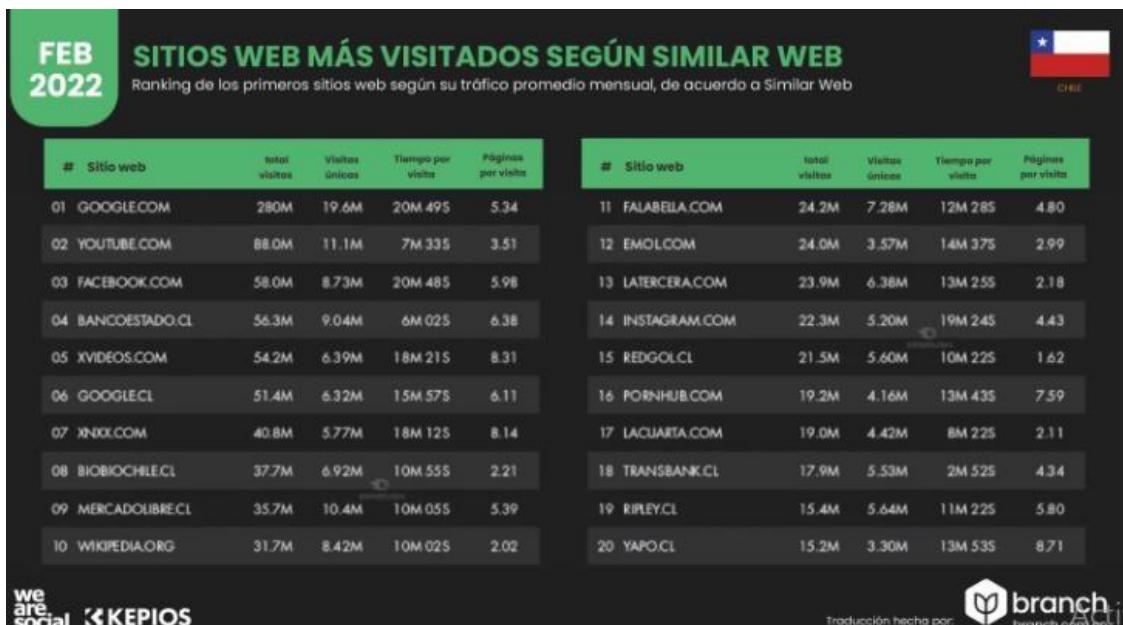 FEB
2022
SITIOS WEB MÁS VISITADOS SEGÚN SIMILAR WEB
Ranking de los primeros sitios web según su tráfico promedio mensual, de acuerdo a Similar Web
CHILE
# Sitio web total visitas Visitas únicas Tiempo por visita Páginas por visita
01 GOOGLE.COM 280M 19.6M 20M 49S 5.34
02 YOUTUBE.COM 88.0M 11.1M 7M 33S 3.51
03 FACEBOOK.COM 58.0M 8.73M 20M 48S 5.98
04 BANCOESTADO.CL 56.3M 9.04M 6M 02S 6.38
05 XVIDEOS.COM 54.2M 6.39M 18M 21S 8.31
06 GOOGLE.CL 51.4M 6.32M 15M 57S 6.11
07 XNXX.COM 40.8M 5.77M 18M 12S 8.14
08 BIOBIOCHILE.CL 37.7M 6.92M 10M 55S 2.21
09 MERCADOLIBRE.CL 35.7M 10.4M 10M 05S 5.39
10 WIKIPEDIA.ORG 31.7M 8.42M 10M 02S 2.02
# Sitio web total visitas Visitas únicas Tiempo por visita Páginas por visita
11 FALABELLA.COM 24.2M 7.28M 12M 28S 4.80
12 EMOL.COM 24.0M 3.57M 14M 37S 2.99
13 LATERCERA.COM 23.9M 6.38M 13M 25S 2.18
14 INSTAGRAM.COM 22.3M 5.20M 19M 24S 4.43
15 REDGOL.CL 21.5M 5.60M 10M 22S 1.62
16 PORNHUB.COM 19.2M 4.16M 13M 43S 7.59
17 LACUARTA.COM 19.0M 4.42M 8M 22S 2.11
18 TRANSBANK.CL 17.9M 5.53M 2M 52S 4.34
19 RIPLEY.CL 15.4M 5.64M 11M 22S 5.80
20 YAPO.CL 15.2M 3.30M 13M 53S 8.71
we
are
social KEPIOS
Traducción hecha por: branch
Acti